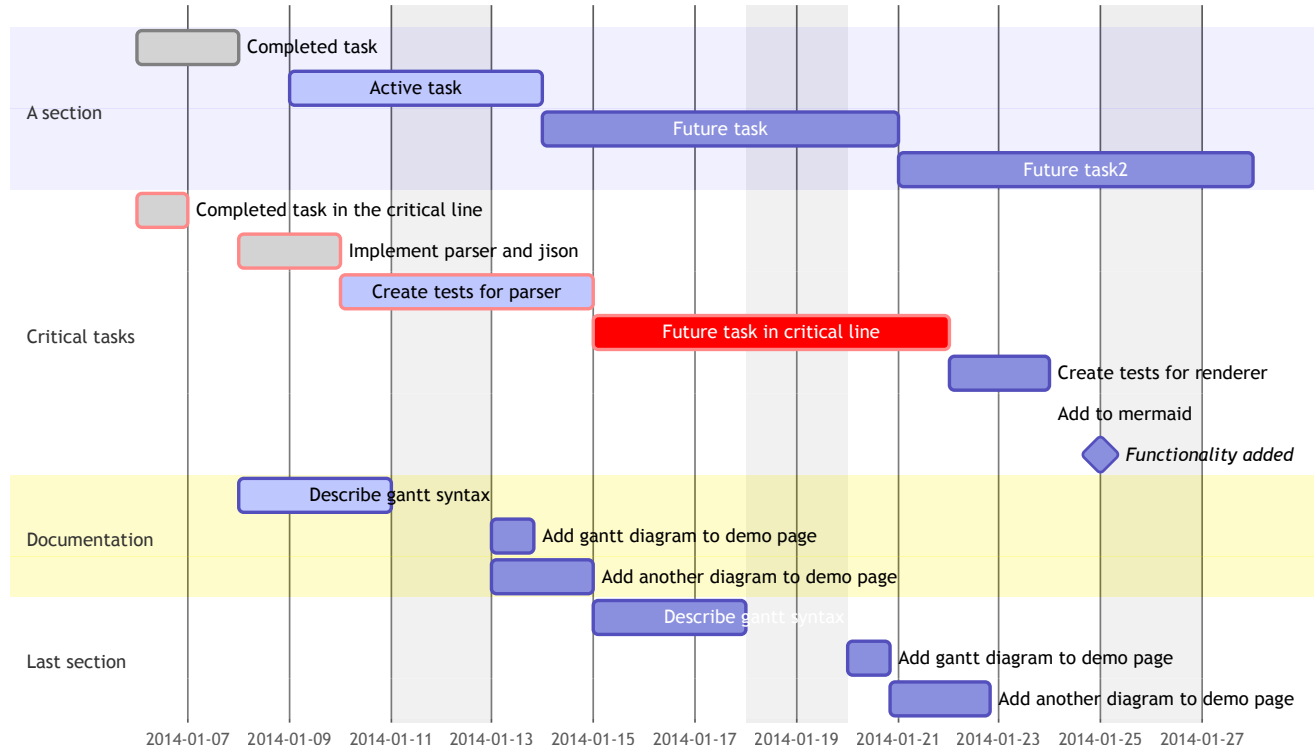 Completed task
Active task
A section
Future task
Future task2
Completed task in the critical line
Implement parser and jison
Create tests for parser
Critical tasks
Future task in critical line
Create tests for renderer
Add to mermaid
Functionality added
Describe gantt syntax
Documentation
Add gantt diagram to demo page
Add another diagram to demo page
Describe gantt syntax
Last section
Add gantt diagram to demo page
Add another diagram to demo page
2014-01-07 2014-01-09 2014-01-11 2014-01-13 2014-01-15 2014-01-17 2014-01-19 2014-01-21 2014-01-23 2014-01-25 2014-01-27